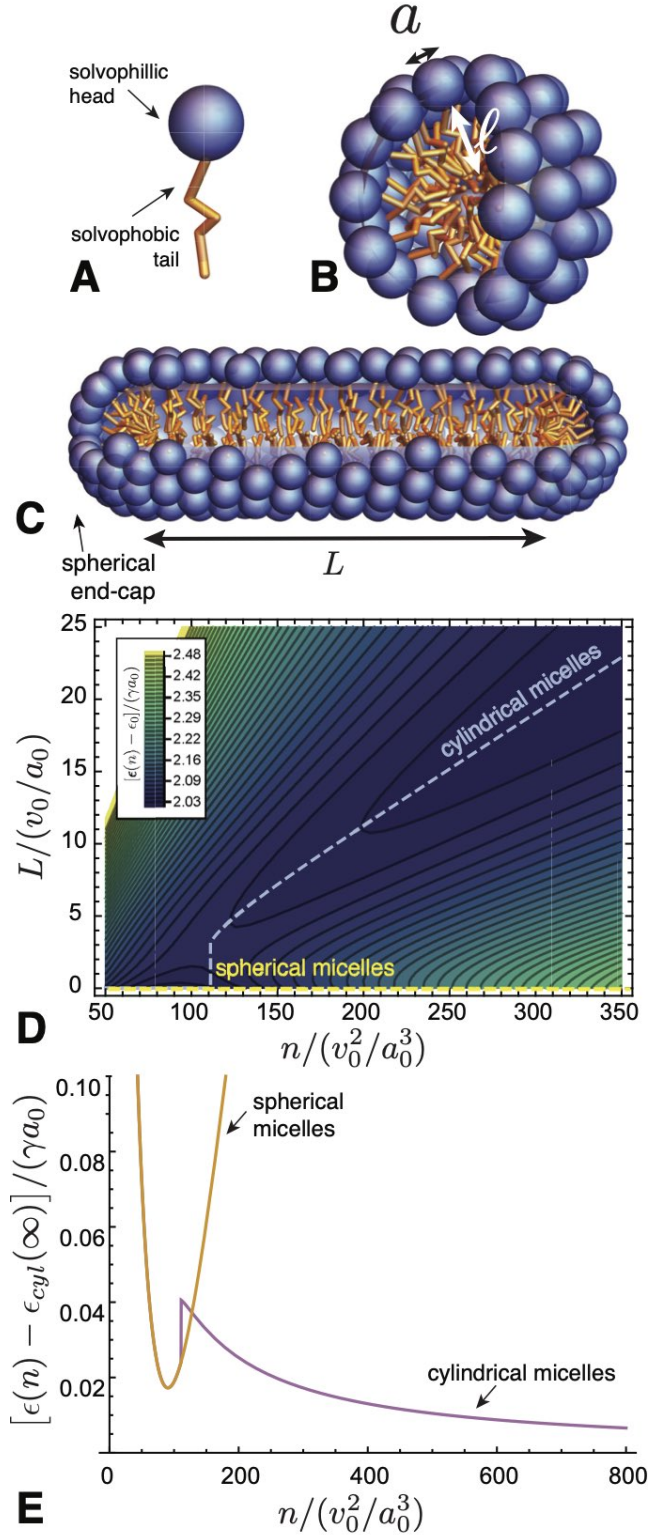 solvophillic
head
solvophobic
tail
A
a
ℓ
B
C
spherical
end-cap
L
25
20
15
10
5
0
L/(v₀/a₀)
[ϵ(n) − ϵ₀]/(γa₀)
2.48
2.42
2.35
2.29
2.22
2.16
2.09
2.03
cylindrical micelles
spherical micelles
50 100 150 200 250 300 350
n/(v₀²/a₀³)
D
0.10
0.08
0.06
0.04
0.02
[ϵ(n) − ϵcyl(∞)]/(γa₀)
spherical
micelles
cylindrical micelles
0 200 400 600 800
n/(v₀²/a₀³)
E